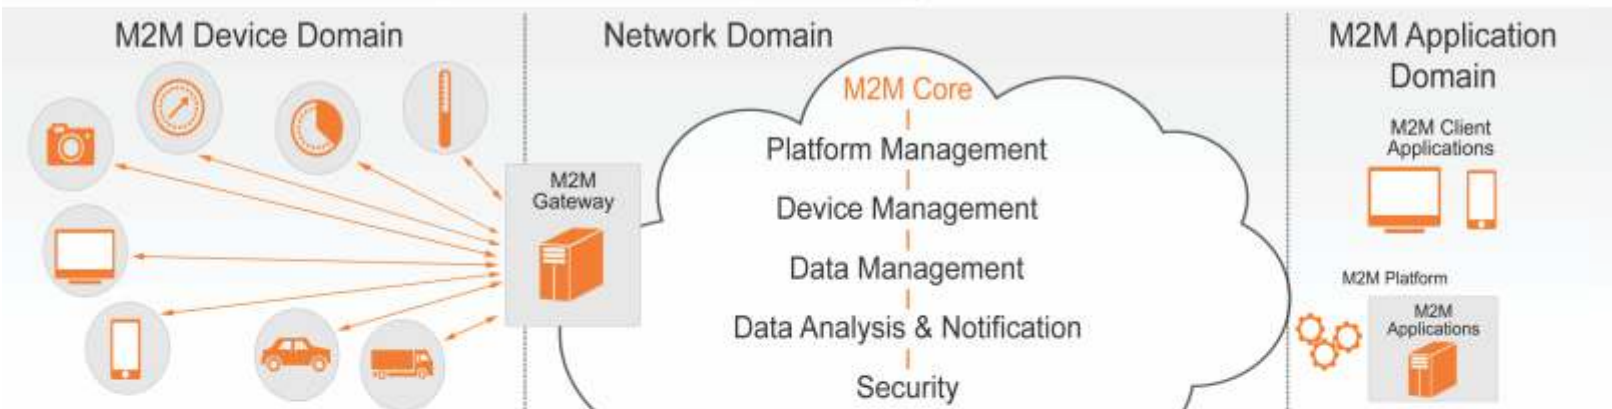 M2M Device Domain
M2M
Gateway
Network Domain
M2M Core
Platform Management
Device Management
Data Management
Data Analysis & Notification
Security
M2M Application
Domain
M2M Client
Applications
M2M Platform
M2M
Applications